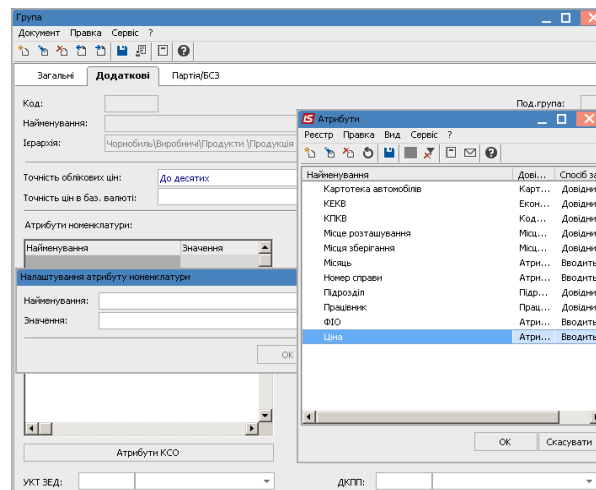 Група
Документ Правка Сервіс ?
Загальні Додаткові Партія/БСЗ
Код: Под.група:
Найменування:
Ієрархія: Чорнобиль\Виробничі\Продукти \Продукція
Точність облікових цін: До десятих
Точність цін в баз. валюті:
Атрибути номенклатури:
Найменування Значення
Налаштування атрибуту номенклатури
Найменування:
Значення:
ОК
Атрибути КСО
УКТ ЗЕД: ДКПП:
Атрибути
Реєстр Правка Вид Сервіс ?
Найменування Дові... Спосіб за
Картотека автомобілів Карт... Довідни
КЕКВ Екон... Довідни
КПКВ Код... Довідни
Місце розташування Місц... Довідни
Місця зберігання Місц... Довідни
Місяць Атри... Вводить
Номер справи Атри... Вводить
Підрозділ Підр... Довідни
Працівник Прац... Довідни
ФІО Атри... Вводить
Ціна Атри... Вводить
ОК Скасувати